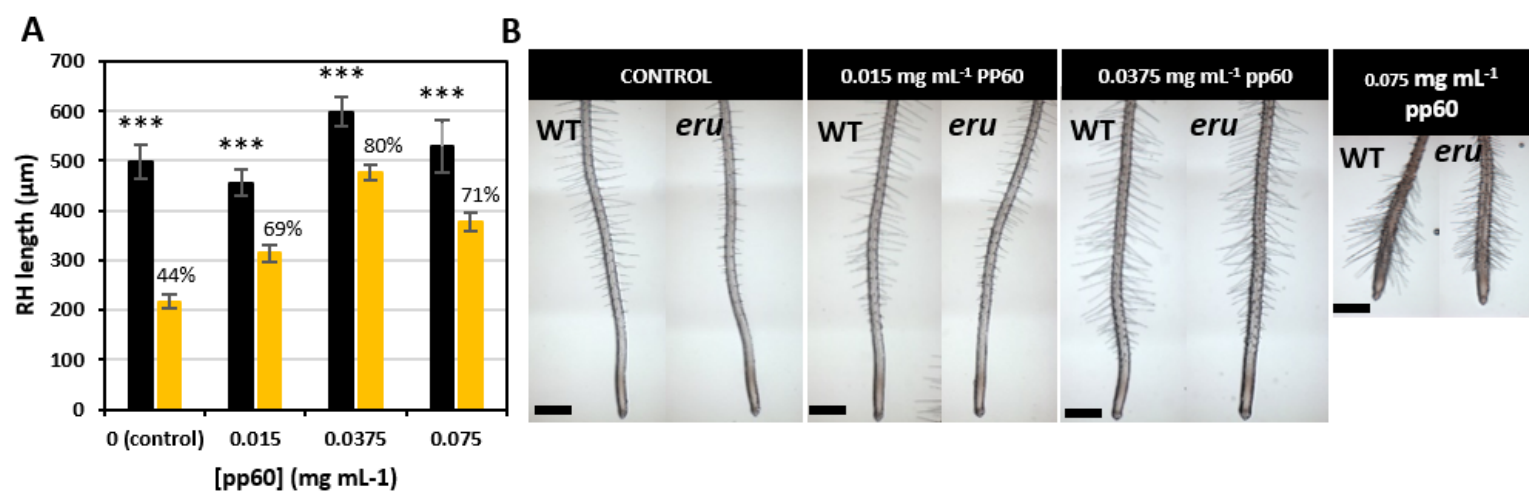 A
700
600
500
400
300
200
100
0
RH length (µm)
***
***
***
***
44%
69%
80%
71%
0 (control)
0.015
0.0375
0.075
[pp60] (mg mL-1)
B
CONTROL
WT
eru
0.015 mg mL⁻¹ PP60
WT
eru
0.0375 mg mL⁻¹ pp60
WT
eru
0.075 mg mL⁻¹
pp60
WT
eru